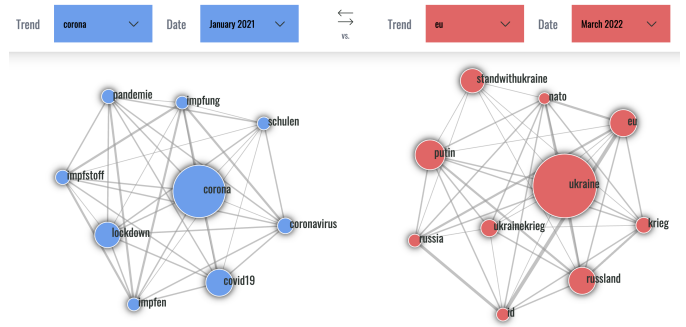 Trend corona Date January 2021 vs. Trend eu Date March 2022
pandemie
impfung
schulen
impfstoff
corona
lockdown
coronavirus
covid19
impfen
standwithukraine
nato
eu
putin
ukraine
ukrainekrieg
krieg
russia
russland
id